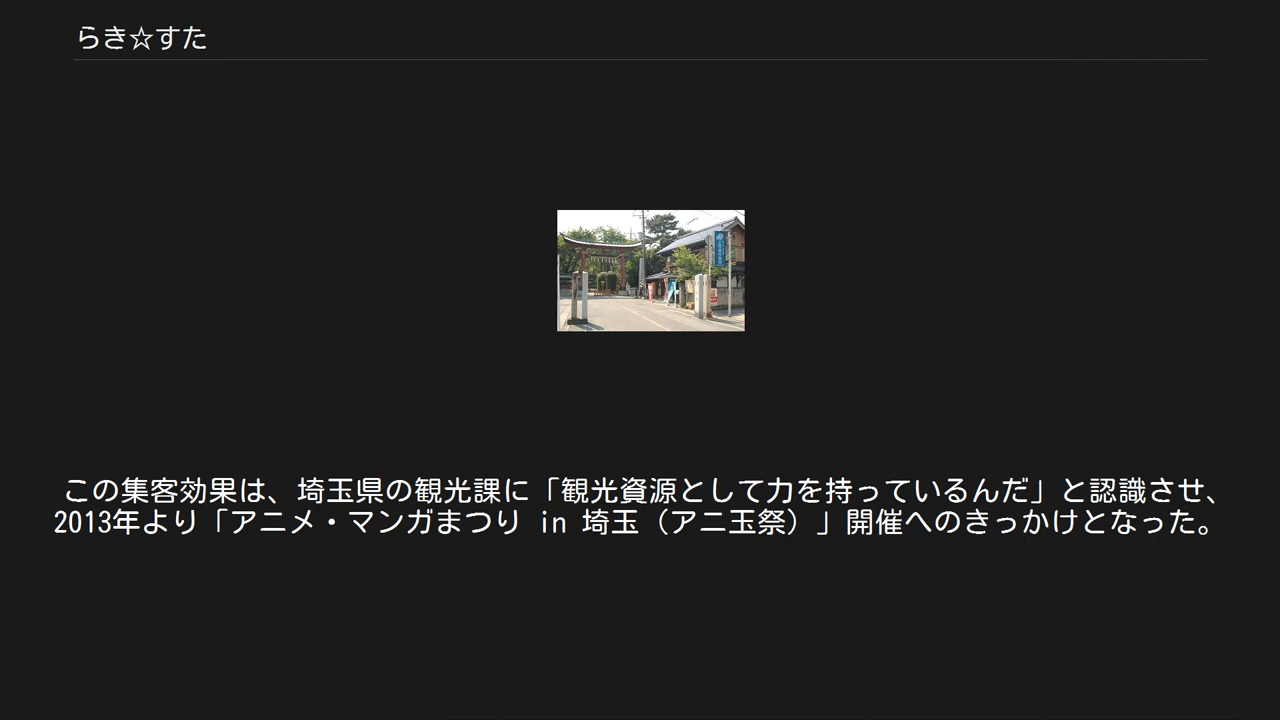 らき☆すた
この集客効果は、埼玉県の観光課に「観光資源として力を持っているんだ」と認識させ、
2013年より「アニメ・マンガまつり in 埼玉（アニ玉祭）」開催へのきっかけとなった。